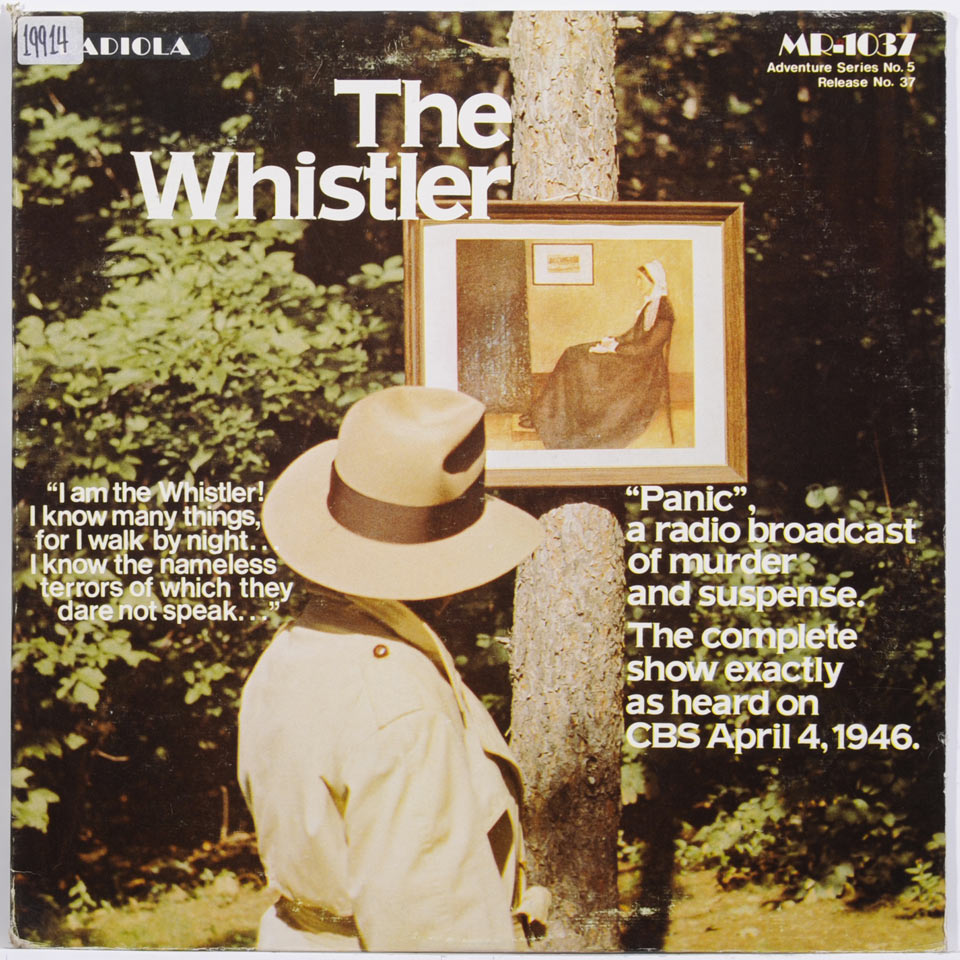 19914
ADIOLA
MR-1037
Adventure Series No. 5
Release No. 37
The
Whistler
"I am the Whistler!
I know many things,
for I walk by night. .
I know the nameless
terrors of which they
dare not speak. . ."
"Panic",
a radio broadcast
of murder
and suspense.
The complete
show exactly
as heard on
CBS April 4, 1946.